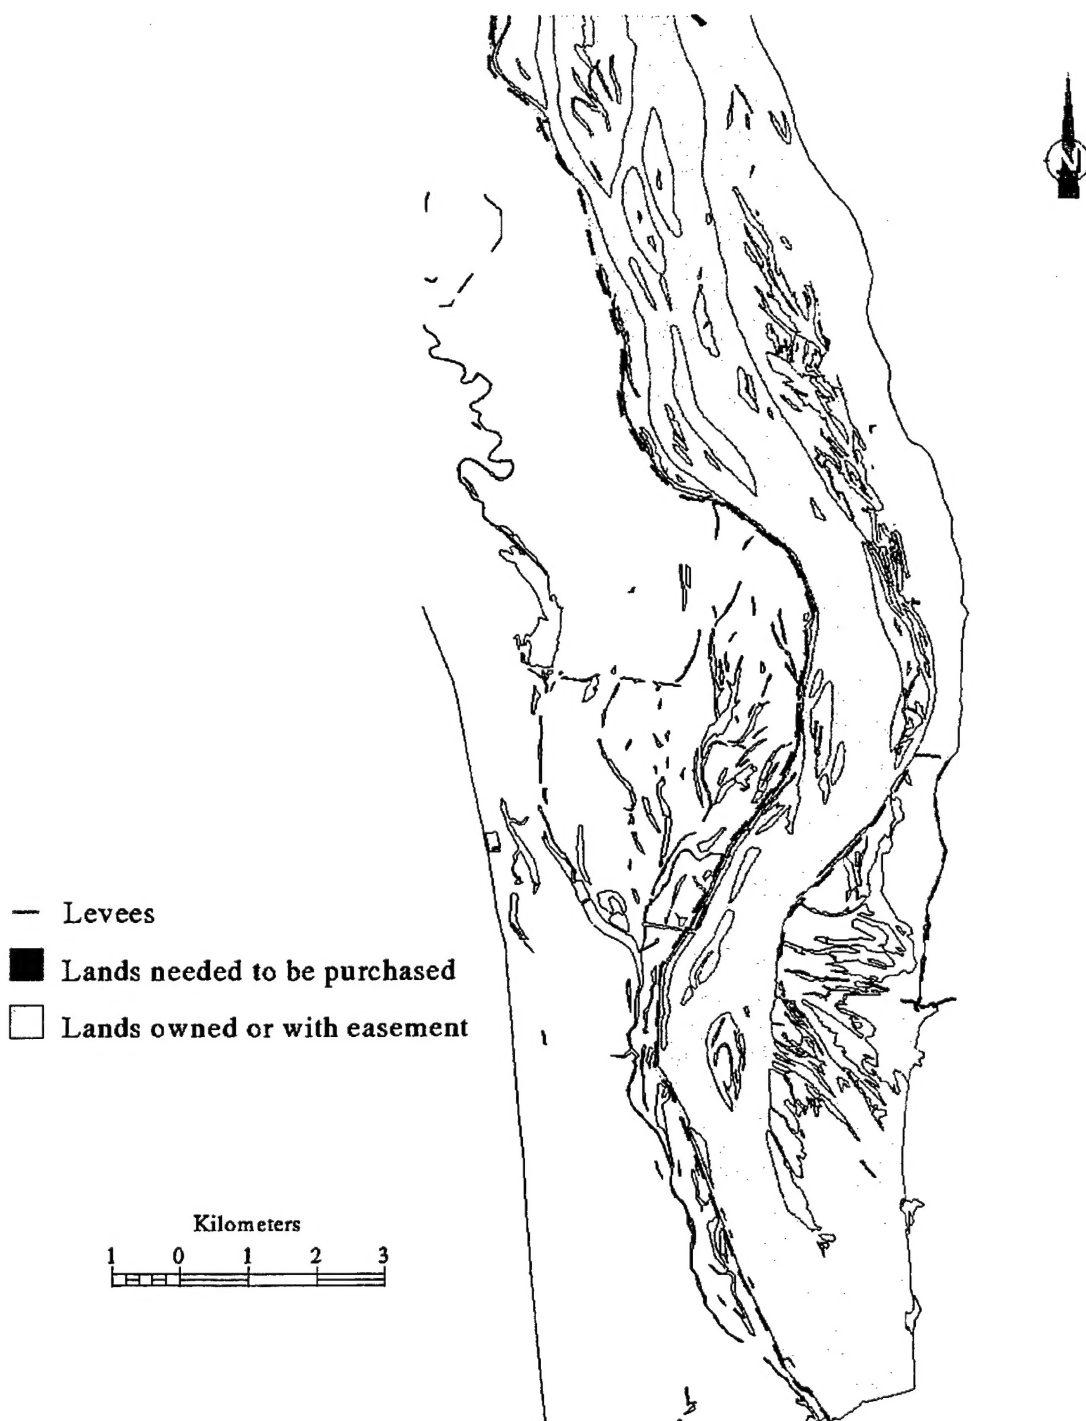 N
Levees
Lands needed to be purchased
Lands owned or with easement
Kilometers
1 0 1 2 3